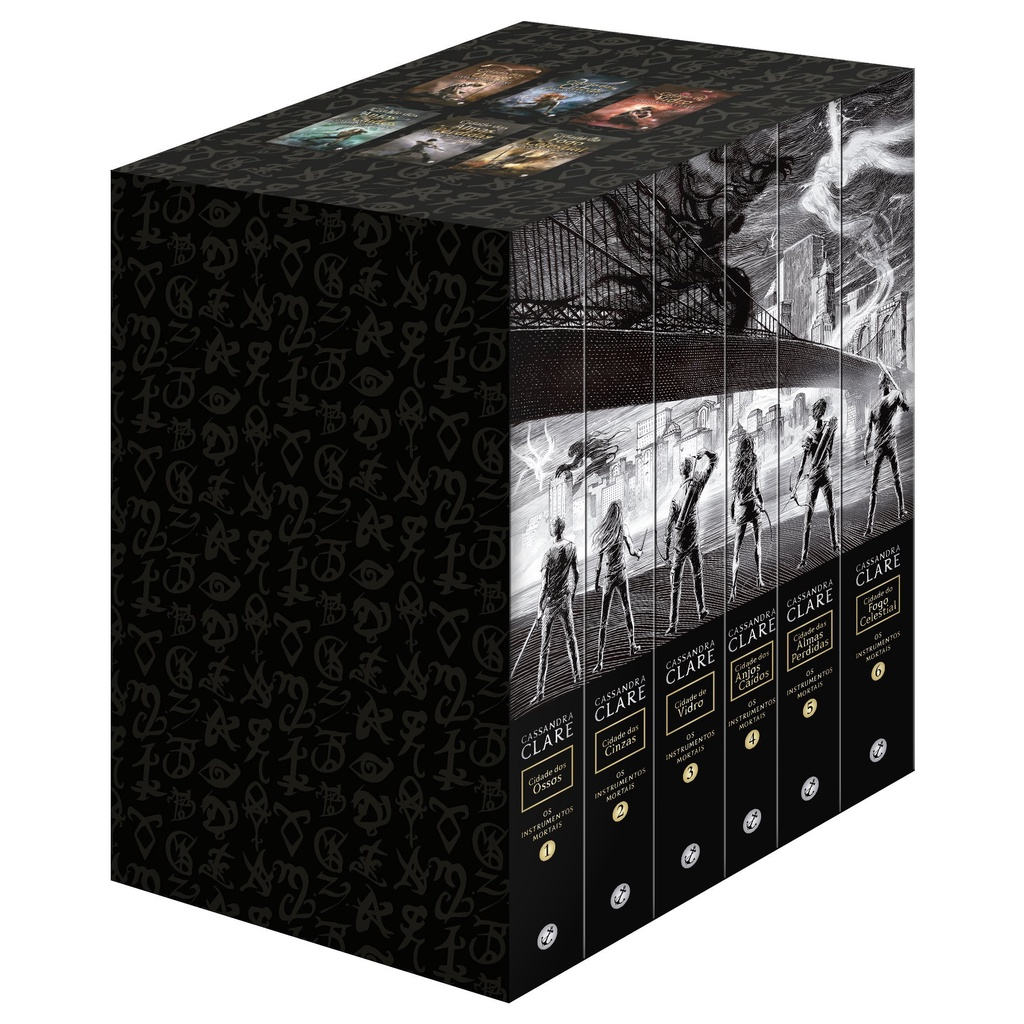 CASSANDRA
CLARE
Cidade dos
Ossos
OS
INSTRUMENTOS
MORTAIS
1
CASSANDRA
CLARE
Cidade das
Cinzas
OS
INSTRUMENTOS
MORTAIS
2
CASSANDRA
CLARE
Cidade de
Vidro
OS
INSTRUMENTOS
MORTAIS
3
CASSANDRA
CLARE
Cidade dos
Anjos
Caídos
OS
INSTRUMENTOS
MORTAIS
4
CASSANDRA
CLARE
Cidade das
Almas
Perdidas
OS
INSTRUMENTOS
MORTAIS
5
CASSANDRA
CLARE
Cidade do
Fogo
Celestial
OS
INSTRUMENTOS
MORTAIS
6